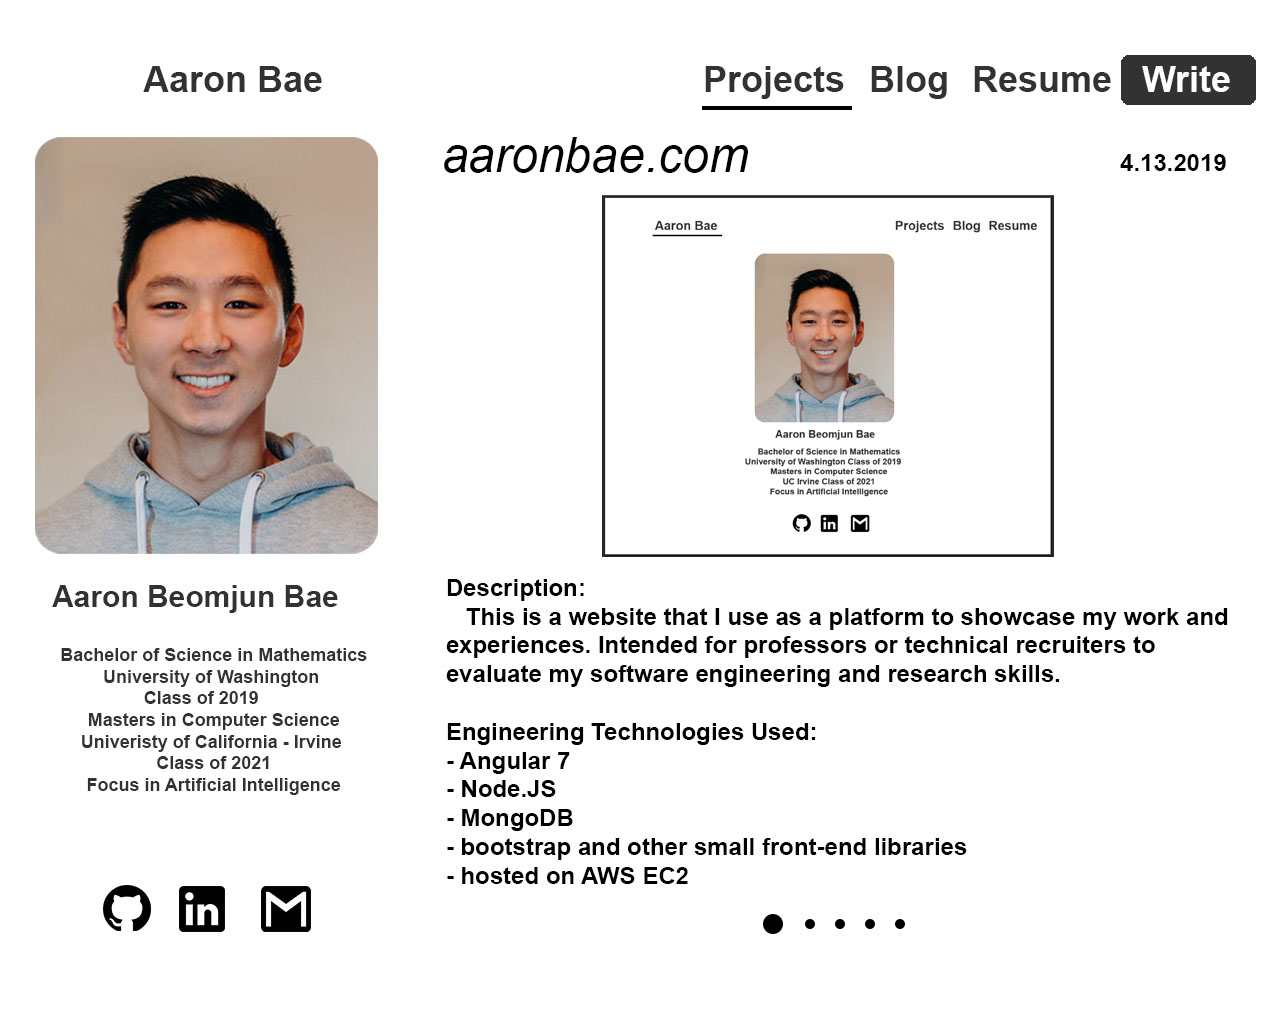 Aaron Bae
Projects Blog Resume Write
aaronbae.com
4.13.2019
Aaron Bae
Projects Blog Resume
Aaron Beomjun Bae
Bachelor of Science in Mathematics
University of Washington Class of 2019
Masters in Computer Science
UC Irvine Class of 2021
Focus in Artificial Intelligence
in
M
Aaron Beomjun Bae
Bachelor of Science in Mathematics
University of Washington
Class of 2019
Masters in Computer Science
Univeristy of California - Irvine
Class of 2021
Focus in Artificial Intelligence
in
M
Description:
This is a website that I use as a platform to showcase my work and
experiences. Intended for professors or technical recruiters to
evaluate my software engineering and research skills.
Engineering Technologies Used:
- Angular 7
- Node.JS
- MongoDB
- bootstrap and other small front-end libraries
- hosted on AWS EC2